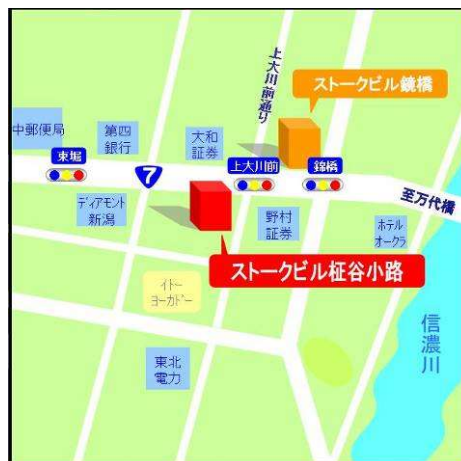 上大川前通り
ストークビル鏡橋
中郵便局
東堀
第四
銀行
大和
証券
7
上大川前
錦橋
至万代橋
ディアモント
新潟
野村
証券
ホテル
オークラ
ストークビル柾谷小路
イトー
ヨーカドー
東北
電力
信濃川